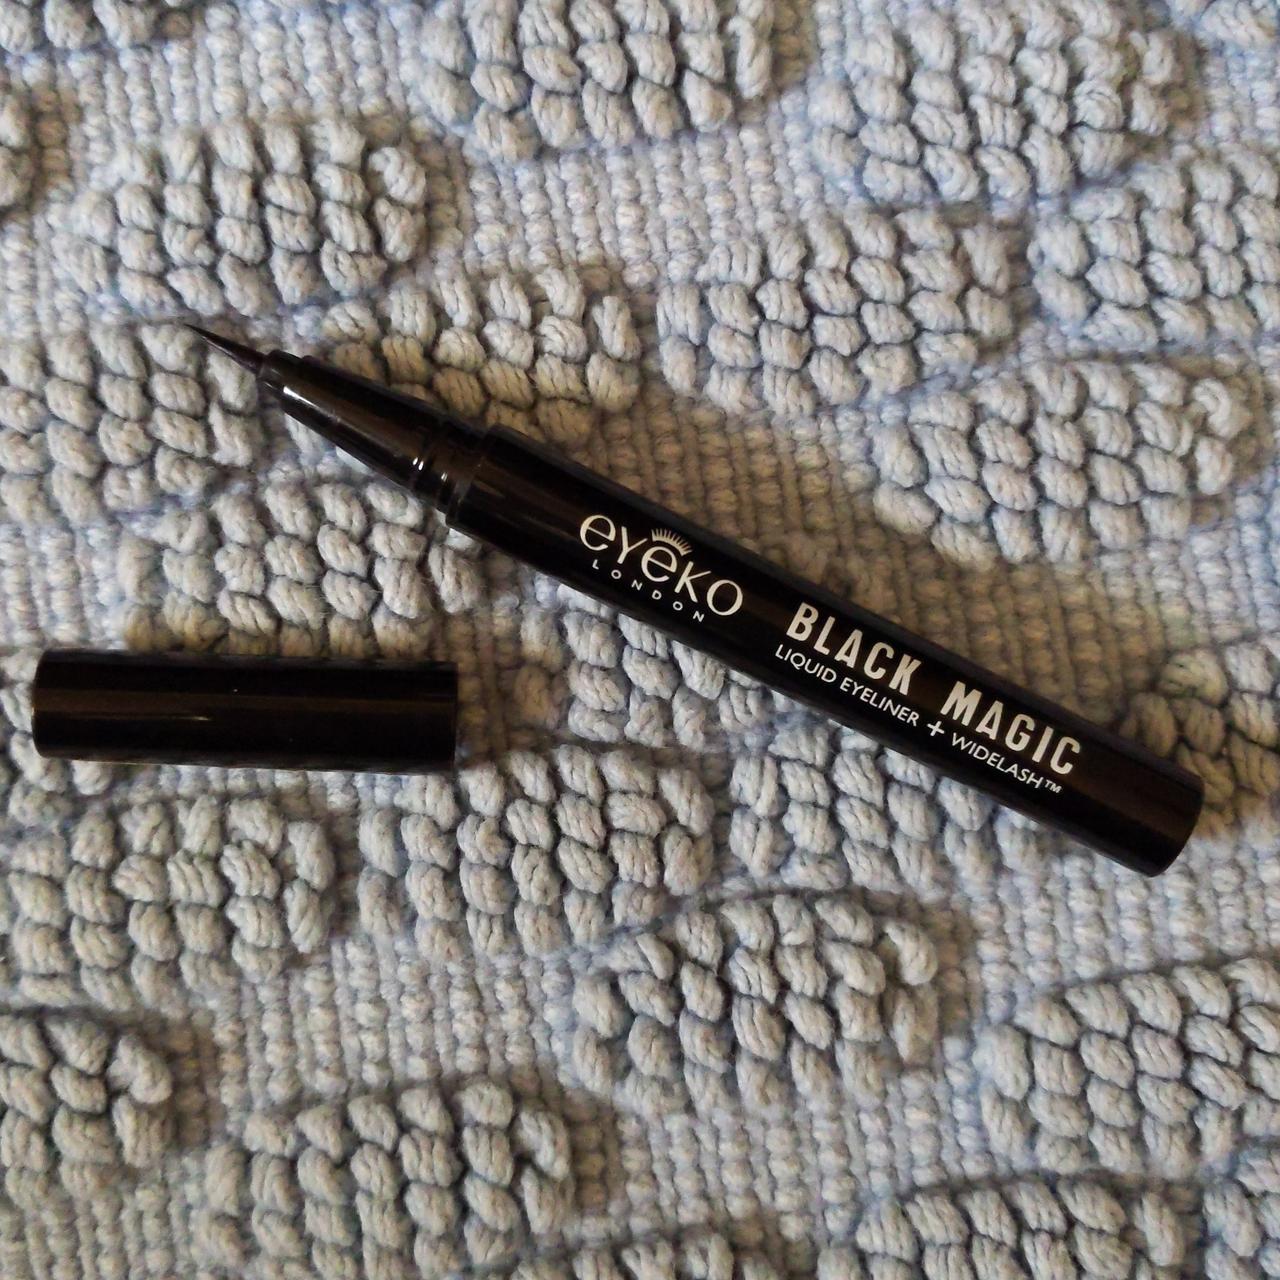 eyeko
LONDON
BLACK MAGIC
LIQUID EYELINER + WIDELASH™